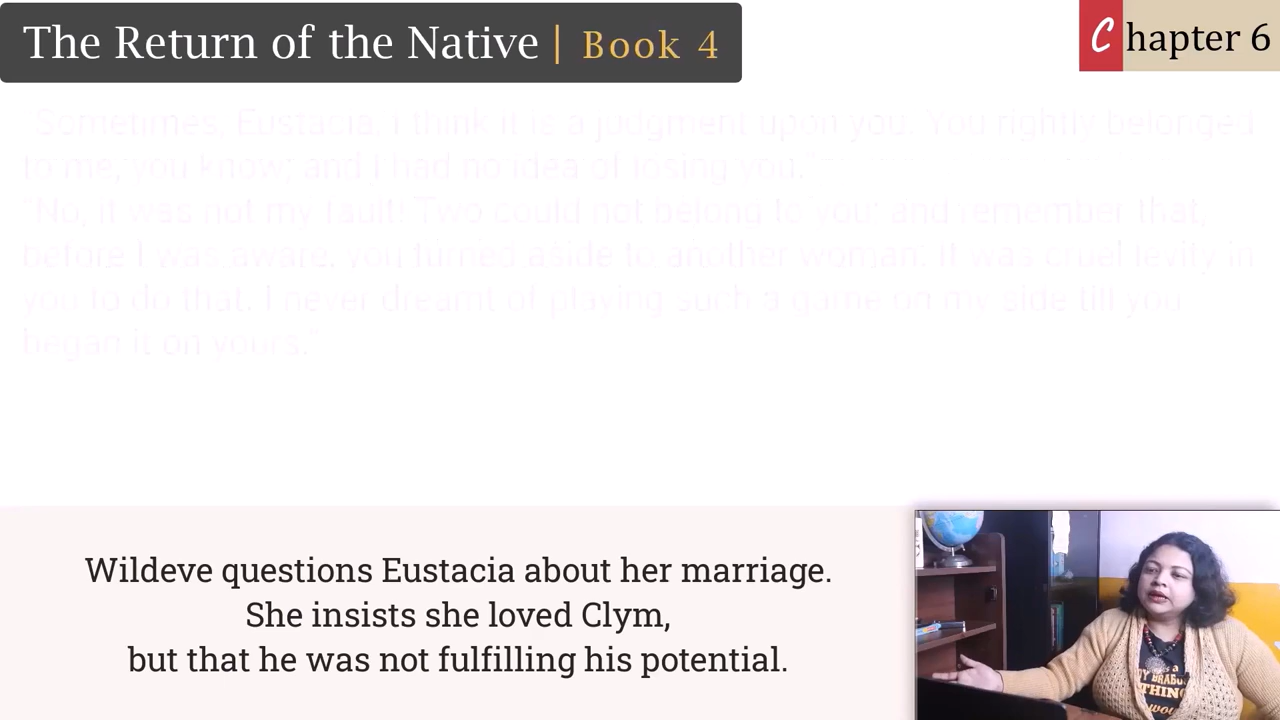 The Return of the Native | Book 4
Chapter 6
"Sometimes, Eustacia, I think it is a judgment upon you. You rightly belonged
to me, you know; and I had no idea of losing you."
"No, it was not my fault! Two could not belong to you; and remember that,
before I was aware, you turned aside to another woman. It was cruel levity in
you to do that. I never dreamt of playing such a game on my side till you
began it on yours."
Wildeve questions Eustacia about her marriage.
She insists she loved Clym,
but that he was not fulfilling his potential.
THING